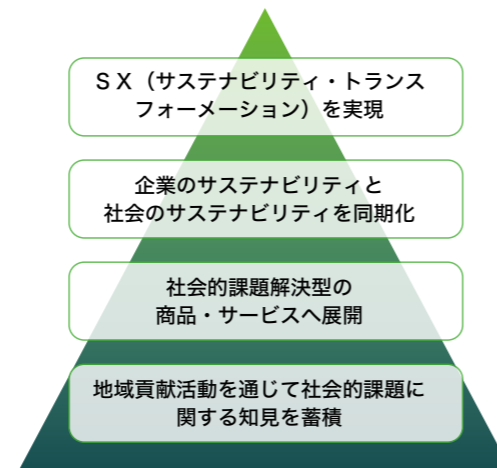 ＳＸ（サステナビリティ・トランス
フォーメーション）を実現
企業のサステナビリティと
社会のサステナビリティを同期化
社会的課題解決型の
商品・サービスへ展開
地域貢献活動を通じて社会的課題に
関する知見を蓄積